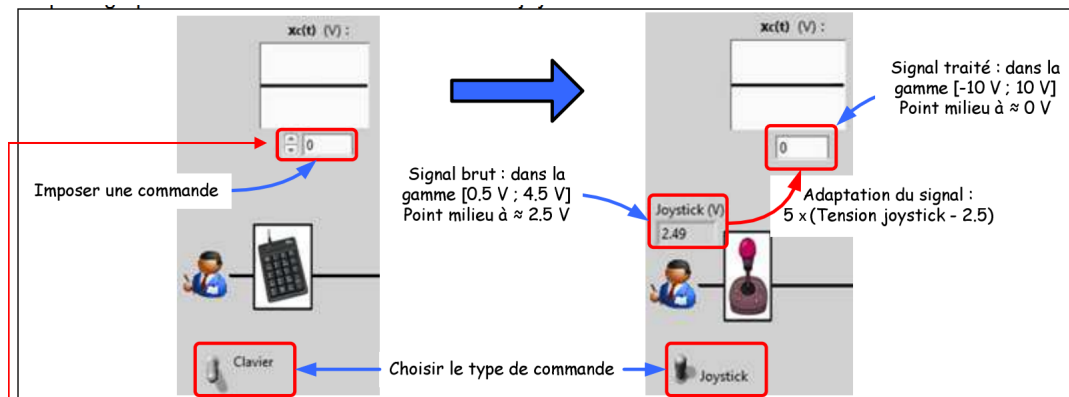 xc(t) (V) :
0
Imposer une commande
Clavier
Choisir le type de commande
Signal brut : dans la
gamme [0.5 V ; 4.5 V]
Point milieu à ≈ 2.5 V
xc(t) (V) :
Signal traité : dans la
gamme [-10 V ; 10 V]
Point milieu à ≈ 0 V
0
Adaptation du signal :
5 x (Tension joystick - 2.5)
Joystick (V)
2.49
Joystick